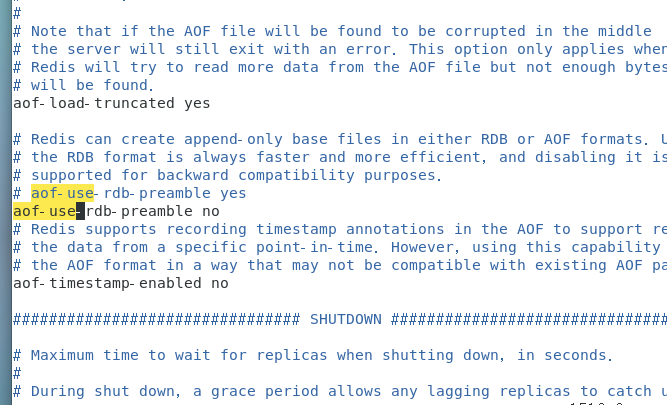 #
# Note that if the AOF file will be found to be corrupted in the middle
# the server will still exit with an error. This option only applies when
# Redis will try to read more data from the AOF file but not enough bytes
# will be found.
aof-load-truncated yes
# Redis can create append-only base files in either RDB or AOF formats.
# the RDB format is always faster and more efficient, and disabling it is
# supported for backward compatibility purposes.
# aof-use-rdb-preamble yes
aof-use-rdb-preamble no
# Redis supports recording timestamp annotations in the AOF to support re
# the data from a specific point-in-time. However, using this capability
# the AOF format in a way that may not be compatible with existing AOF pa
aof-timestamp-enabled no
################################ SHUTDOWN ###############################
# Maximum time to wait for replicas when shutting down, in seconds.
#
# During shut down, a grace period allows any lagging replicas to catch u